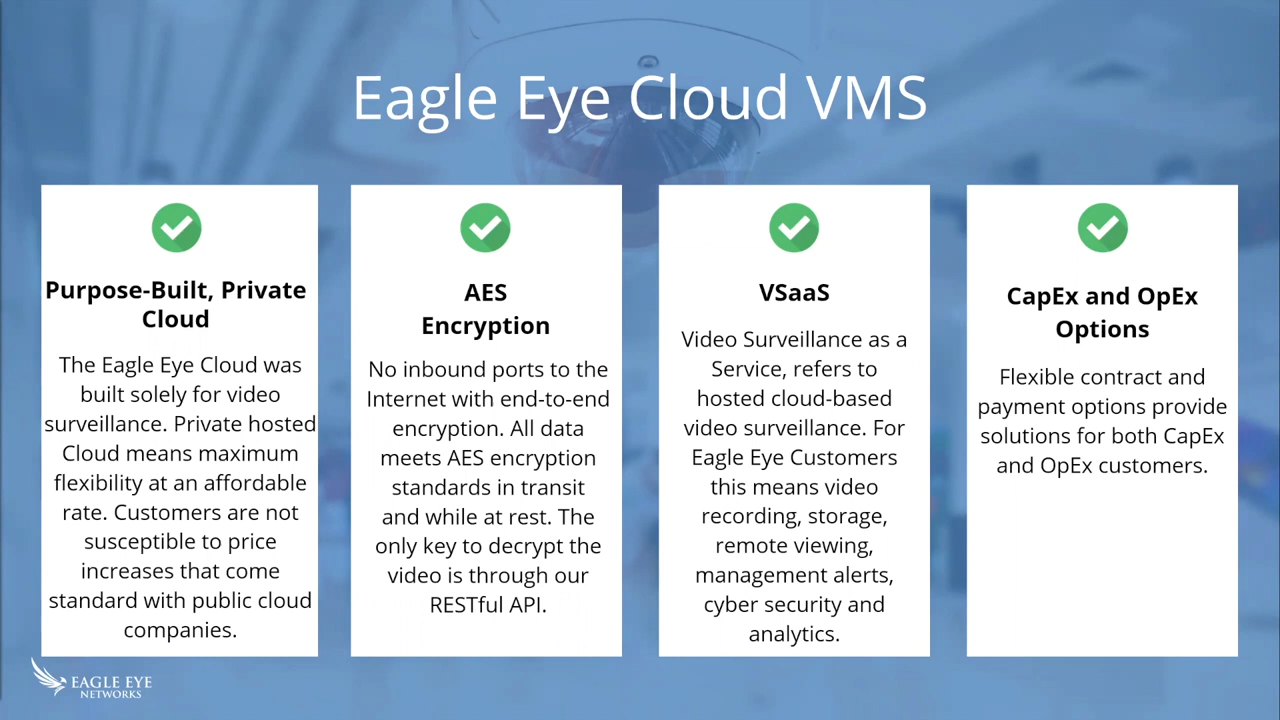 Eagle Eye Cloud VMS
Purpose-Built, Private
Cloud
The Eagle Eye Cloud was
built solely for video
surveillance. Private hosted
Cloud means maximum
flexibility at an affordable
rate. Customers are not
susceptible to price
increases that come
standard with public cloud
companies.
AES
Encryption
No inbound ports to the
Internet with end-to-end
encryption. All data
meets AES encryption
standards in transit
and while at rest. The
only key to decrypt the
video is through our
RESTful API.
VSaaS
Video Surveillance as a
Service, refers to
hosted cloud-based
video surveillance. For
Eagle Eye Customers
this means video
recording, storage,
remote viewing,
management alerts,
cyber security and
analytics.
CapEx and OpEx
Options
Flexible contract and
payment options provide
solutions for both CapEx
and OpEx customers.
EAGLE EYE
NETWORKS